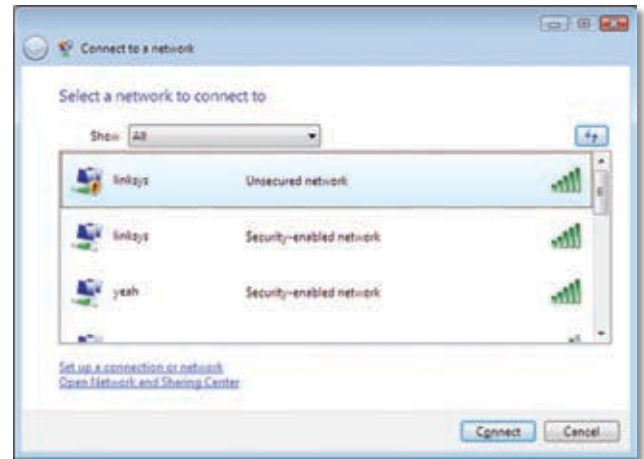 Connect to a network
Select a network to connect to
Show All
linksys Unsecured network
linksys Security-enabled network
yeah Security-enabled network
Set up a connection or network
Open Network and Sharing Center
Connect Cancel